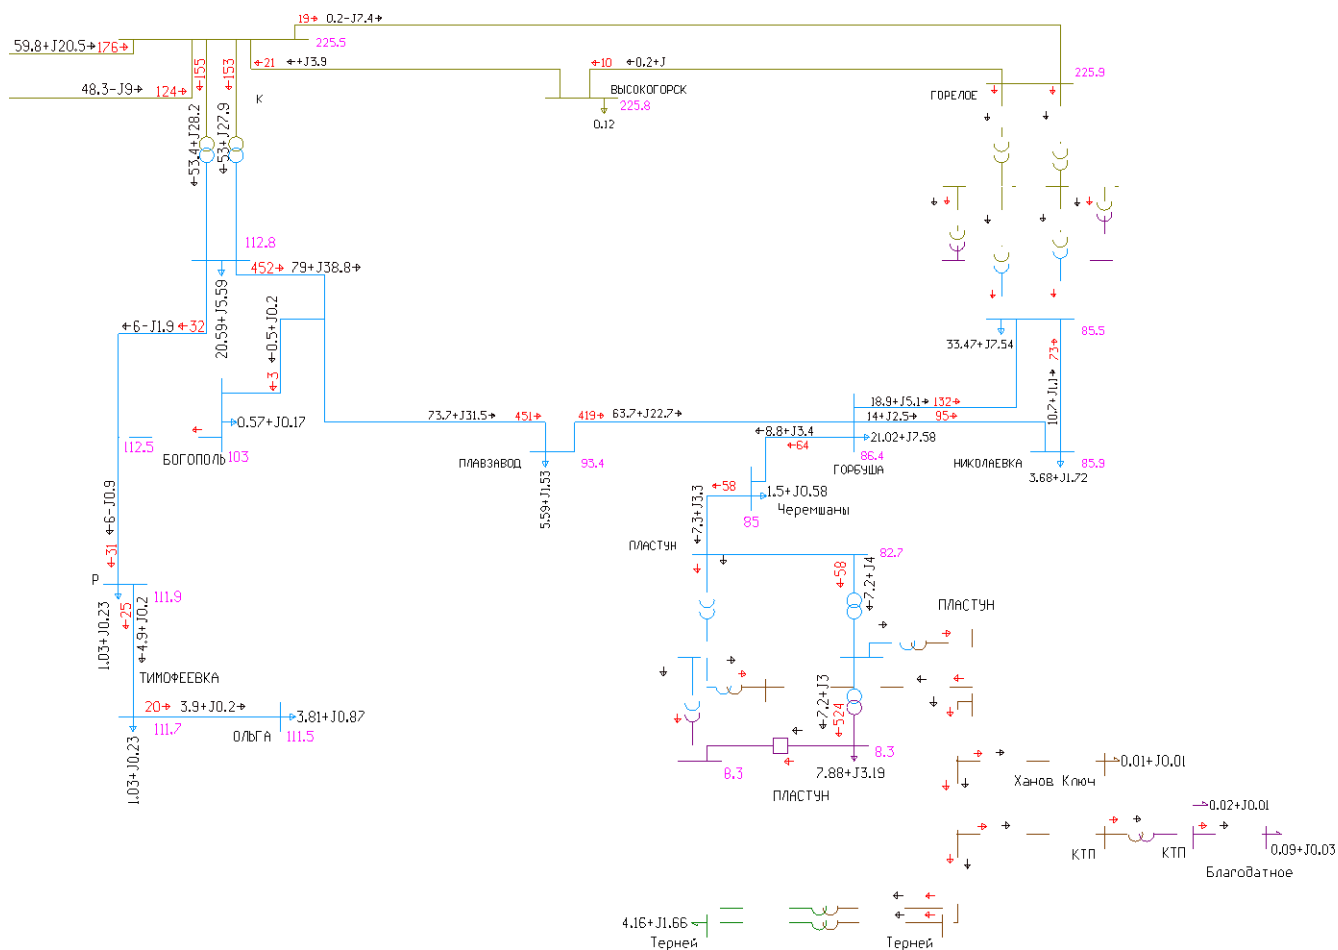 19 0.2-J7.4
59.8+J20.5 176
225.5
155
153
21 +J3.9
10 0.2+J
225.9
48.3-J9 124
К
ВЫСОКОГОРСК
225.8
ГОРЕЛОЕ
0.12
53.4+J28.2
53+J27.9
112.8
452 79+J38.8
6-J1.9 32
20.59+J5.59
0.5+J0.2
3
85.5
33.47+J7.54
73
10.7+J1.1
18.9+J5.1 132
73.7+J31.5 451
419 63.7+J22.7
14+J2.5 95
0.57+J0.17
8.8+J3.4
21.02+J7.58
64
112.5
БОГОПОЛЬ 103
ПЛАВЗАВОД
93.4
ГОРБУША
86.4
НИКОЛАЕВКА
85.9
3.68+J1.72
5.59+J1.53
58
1.5+J0.58
Черемшаны
85
7.3+J3.3
6-J0.9
31
ПЛАСТУН
82.7
58
7.2+J4
Р
111.9
1.03+J0.23
25
4.9+J0.2
ПЛАСТУН
ТИМОФЕЕВКА
20 3.9+J0.2
3.81+J0.87
111.7
ОЛЬГА
111.5
1.03+J0.23
7.2+J3
524
8.3
8.3
7.88+J3.19
ПЛАСТУН
0.01+J0.01
Ханов Ключ
0.02+J0.01
КТП
КТП
0.09+J0.03
Благодатное
4.16+J1.66
Терней
Терней